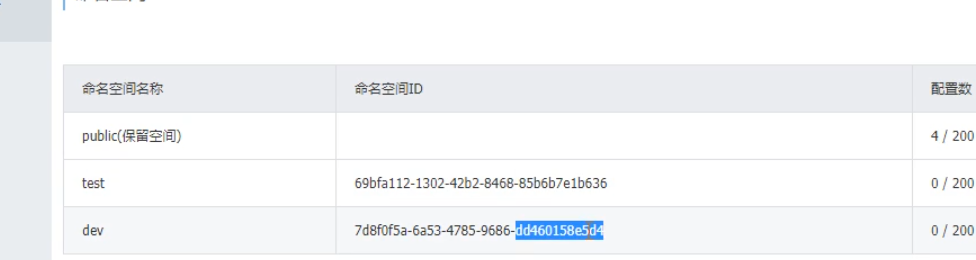 命名空间名称 命名空间ID 配置数
public(保留空间) 4 / 200
test 69bfa112-1302-42b2-8468-85b6b7e1b636 0 / 200
dev 7d8f0f5a-6a53-4785-9686-dd460158e5d4 0 / 200